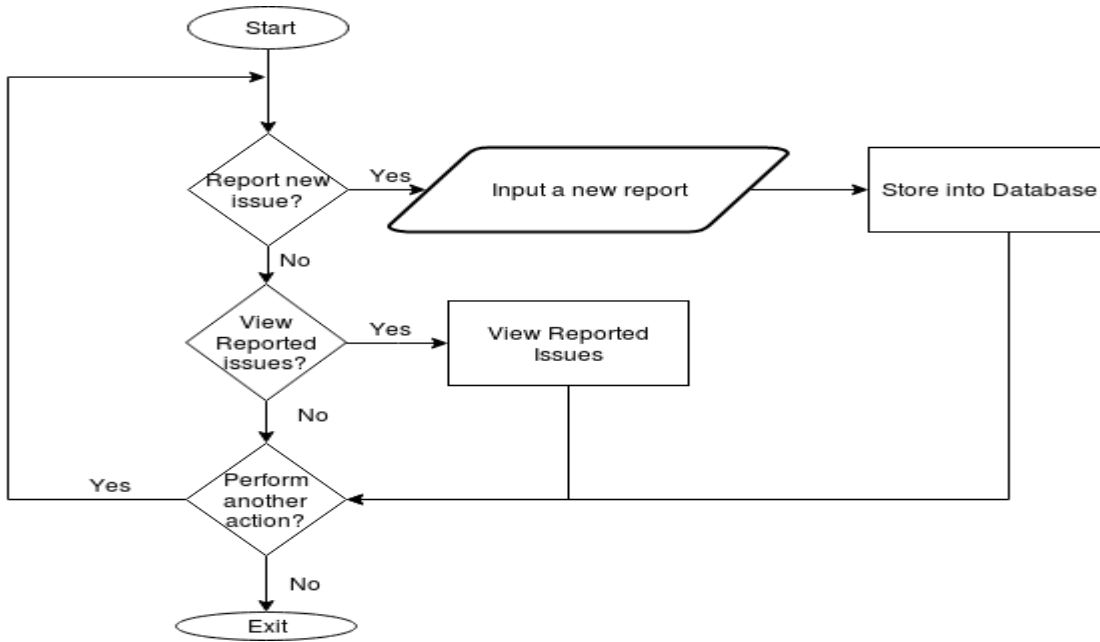 Start
Report new
issue?
Yes
Input a new report
Store into Database
No
View
Reported
issues?
Yes
View Reported
Issues
No
Perform
another
action?
Yes
No
Exit